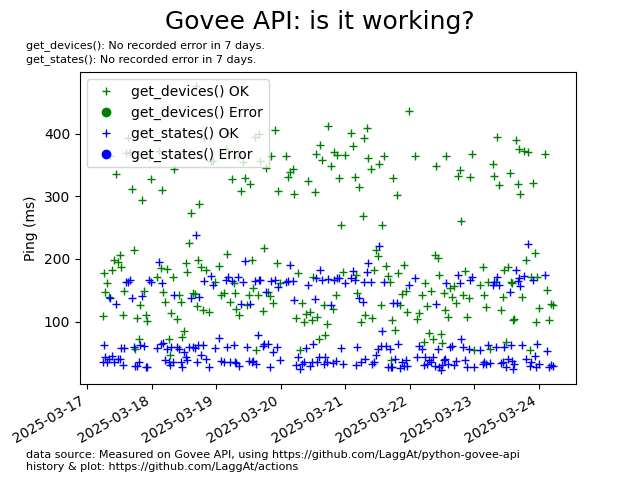 Govee API: is it working?
get_devices(): No recorded error in 7 days.
get_states(): No recorded error in 7 days.
get_devices() OK
get_devices() Error
get_states() OK
get_states() Error
Ping (ms)
400
300
200
100
2025-03-17
2025-03-18
2025-03-19
2025-03-20
2025-03-21
2025-03-22
2025-03-23
2025-03-24
data source: Measured on Govee API, using https://github.com/LaggAt/python-govee-api
history & plot: https://github.com/LaggAt/actions